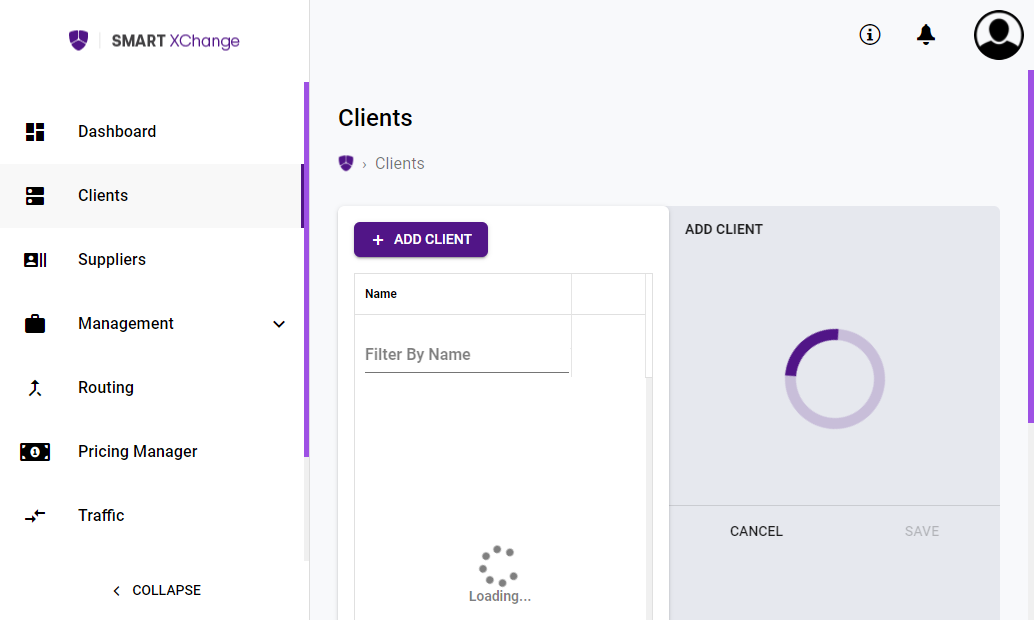 SMART XChange
Dashboard
Clients
Suppliers
Management
Routing
Pricing Manager
Traffic
COLLAPSE
Clients
› Clients
+ ADD CLIENT
Name
Filter By Name
Loading...
ADD CLIENT
CANCEL
SAVE